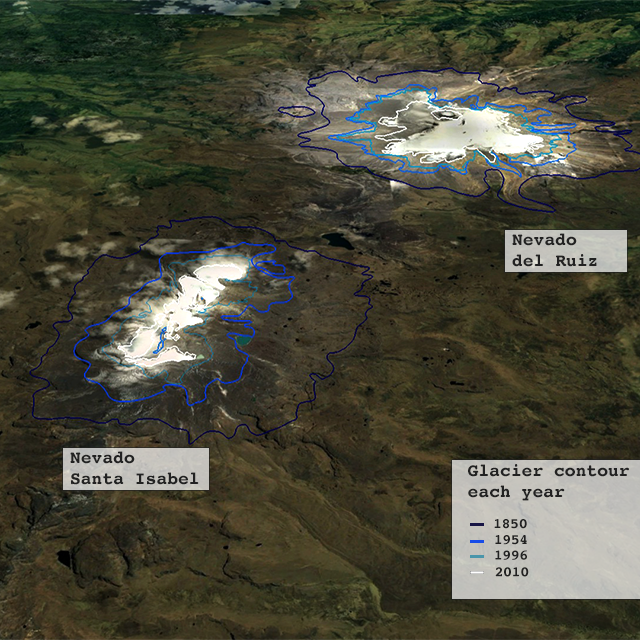 Nevado
del Ruiz
Nevado
Santa Isabel
Glacier contour
each year
1850
1954
1996
2010